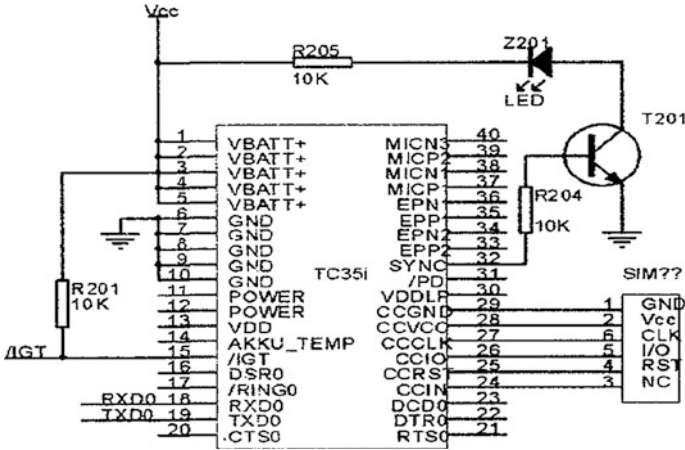 Vcc
R205
10K
Z201
LED
T201
R204
10K
R201
10K
/IGT
RXD0
TXD0
TC35i
1 VBATT+
2 VBATT+
3 VBATT+
4 VBATT+
5 VBATT+
6 GND
7 GND
8 GND
9 GND
10 GND
11 POWER
12 POWER
13 VDD
14 AKKU_TEMP
15 /IGT
16 DSR0
17 /RING0
18 RXD0
19 TXD0
20 .CTS0
MICN3 40
MICP2 39
MICN1 38
MICP1 37
EPN1 36
EPP1 35
EPN2 34
EPP2 33
SYNC 32
/PD 31
VDDLP 30
CCGND 29
CCVCC 28
CCCLK 27
CCIO 26
CCRST 25
CCIN 24
DCD0 23
DTR0 22
RTS0 21
SIM??
1 GND
2 Vcc
6 CLK
5 I/O
4 RST
3 NC